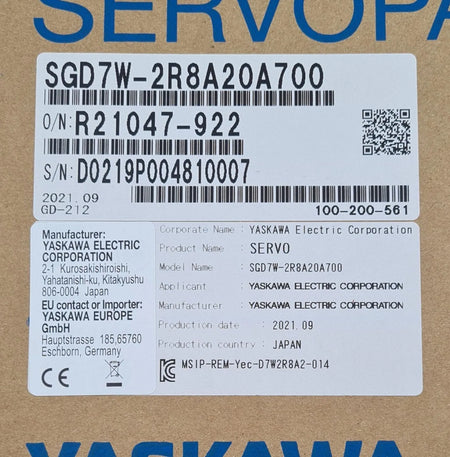 SERVOPA
SGD7W-2R8A20A700
O/N: R21047-922
S/N: D0219P004810007
2021.09
GD-212
100-200-561
Manufacturer:
YASKAWA ELECTRIC
CORPORATION
2-1 Kurosakishiroishi,
Yahatanishi-ku, Kitakyushu
806-0004 Japan
EU contact or Importer:
YASKAWA EUROPE
GmbH
Hauptstrasse 185,65760
Eschborn, Germany
CE
Corporate Name : YASKAWA Electric Corporation
Product Name : SERVO
Model Name : SGD7W-2R8A20A700
Applicant : YASKAWA ELECTRIC CORPORATION
Manufacturer : YASKAWA ELECTRIC CORPORATION
Production date : 2021.09
Production country : JAPAN
MSIP-REM-Yec-D7W2R8A2-014
YASKAWA